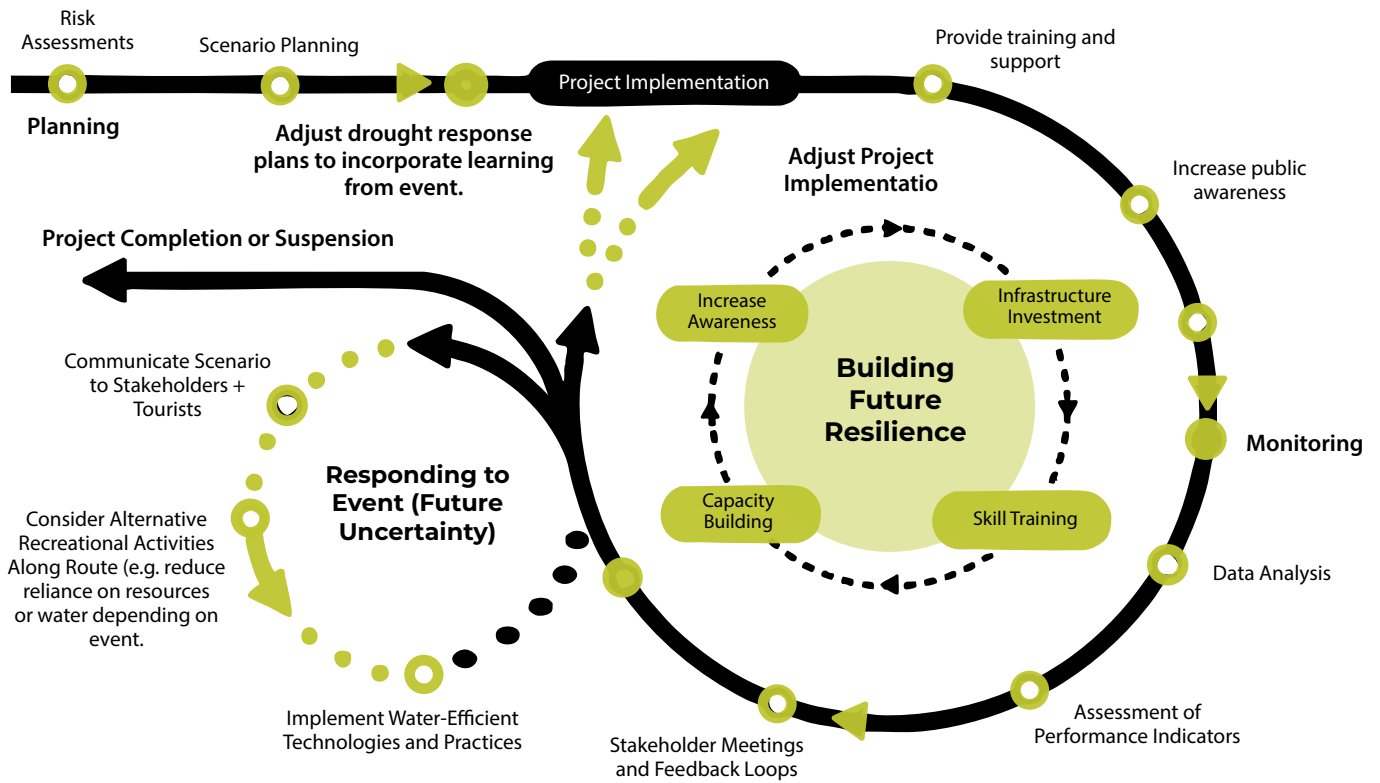 Risk
Assessments
Scenario Planning
Project Implementation
Provide training and
support
Planning
Adjust drought response
plans to incorporate learning
from event.
Adjust Project
Implementatio
Increase public
awareness
Project Completion or Suspension
Increase
Awareness
Infrastructure
Investment
Building
Future
Resilience
Communicate Scenario
to Stakeholders +
Tourists
Monitoring
Responding to
Event (Future
Uncertainty)
Capacity
Building
Skill Training
Consider Alternative
Recreational Activities
Along Route (e.g. reduce
reliance on resources
or water depending on
event.
Data Analysis
Implement Water-Efficient
Technologies and Practices
Stakeholder Meetings
and Feedback Loops
Assessment of
Performance Indicators